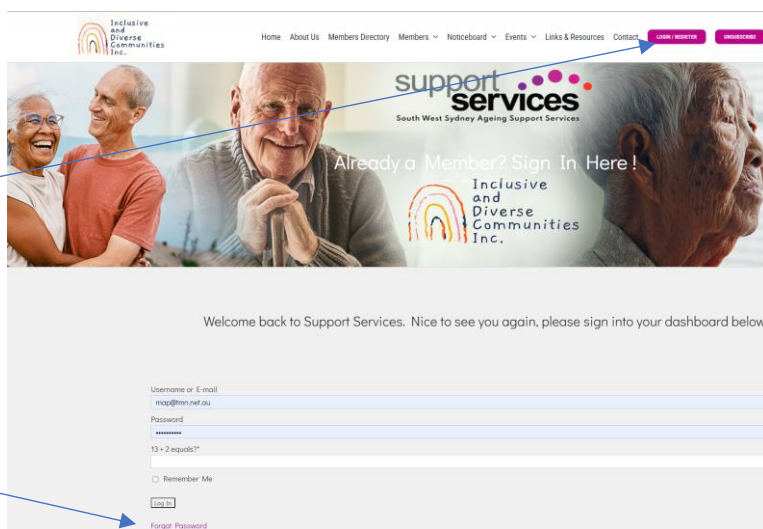 Inclusive
and
Diverse
Communities
Inc.
Home About Us Members Directory Members Noticeboard Events Links & Resources Contact LOGIN / REGISTER UNSUBSCRIBE
support
services
South West Sydney Ageing Support Services
Already a Member? Sign In Here !
Inclusive
and
Diverse
Communities
Inc.
Welcome back to Support Services. Nice to see you again, please sign into your dashboard below
Username or E-mail
map@tmn.net.au
Password
13 + 2 equals?*
Remember Me
Log In
Forgot Password